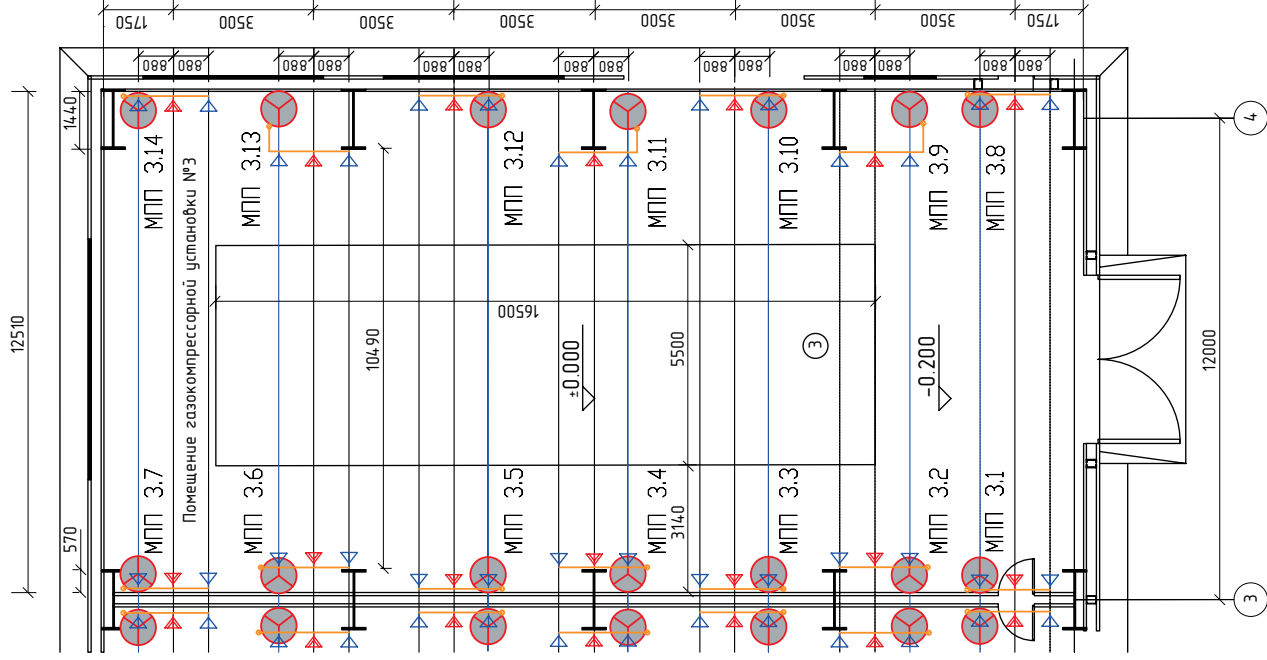 1750
3500
3500
3500
3500
3500
3500
1750
880
880
880
880
880
880
880
880
880
880
880
880
880
880
12510
1440
570
МПП 3.14
МПП 3.13
МПП 3.12
МПП 3.11
МПП 3.10
МПП 3.9
МПП 3.8
Помещение газокомпрессорной установки №3
10490
16500
5500
±0.000
-0.200
3
МПП 3.7
МПП 3.6
МПП 3.5
МПП 3.4
МПП 3.3
МПП 3.2
МПП 3.1
3140
12000
4
3